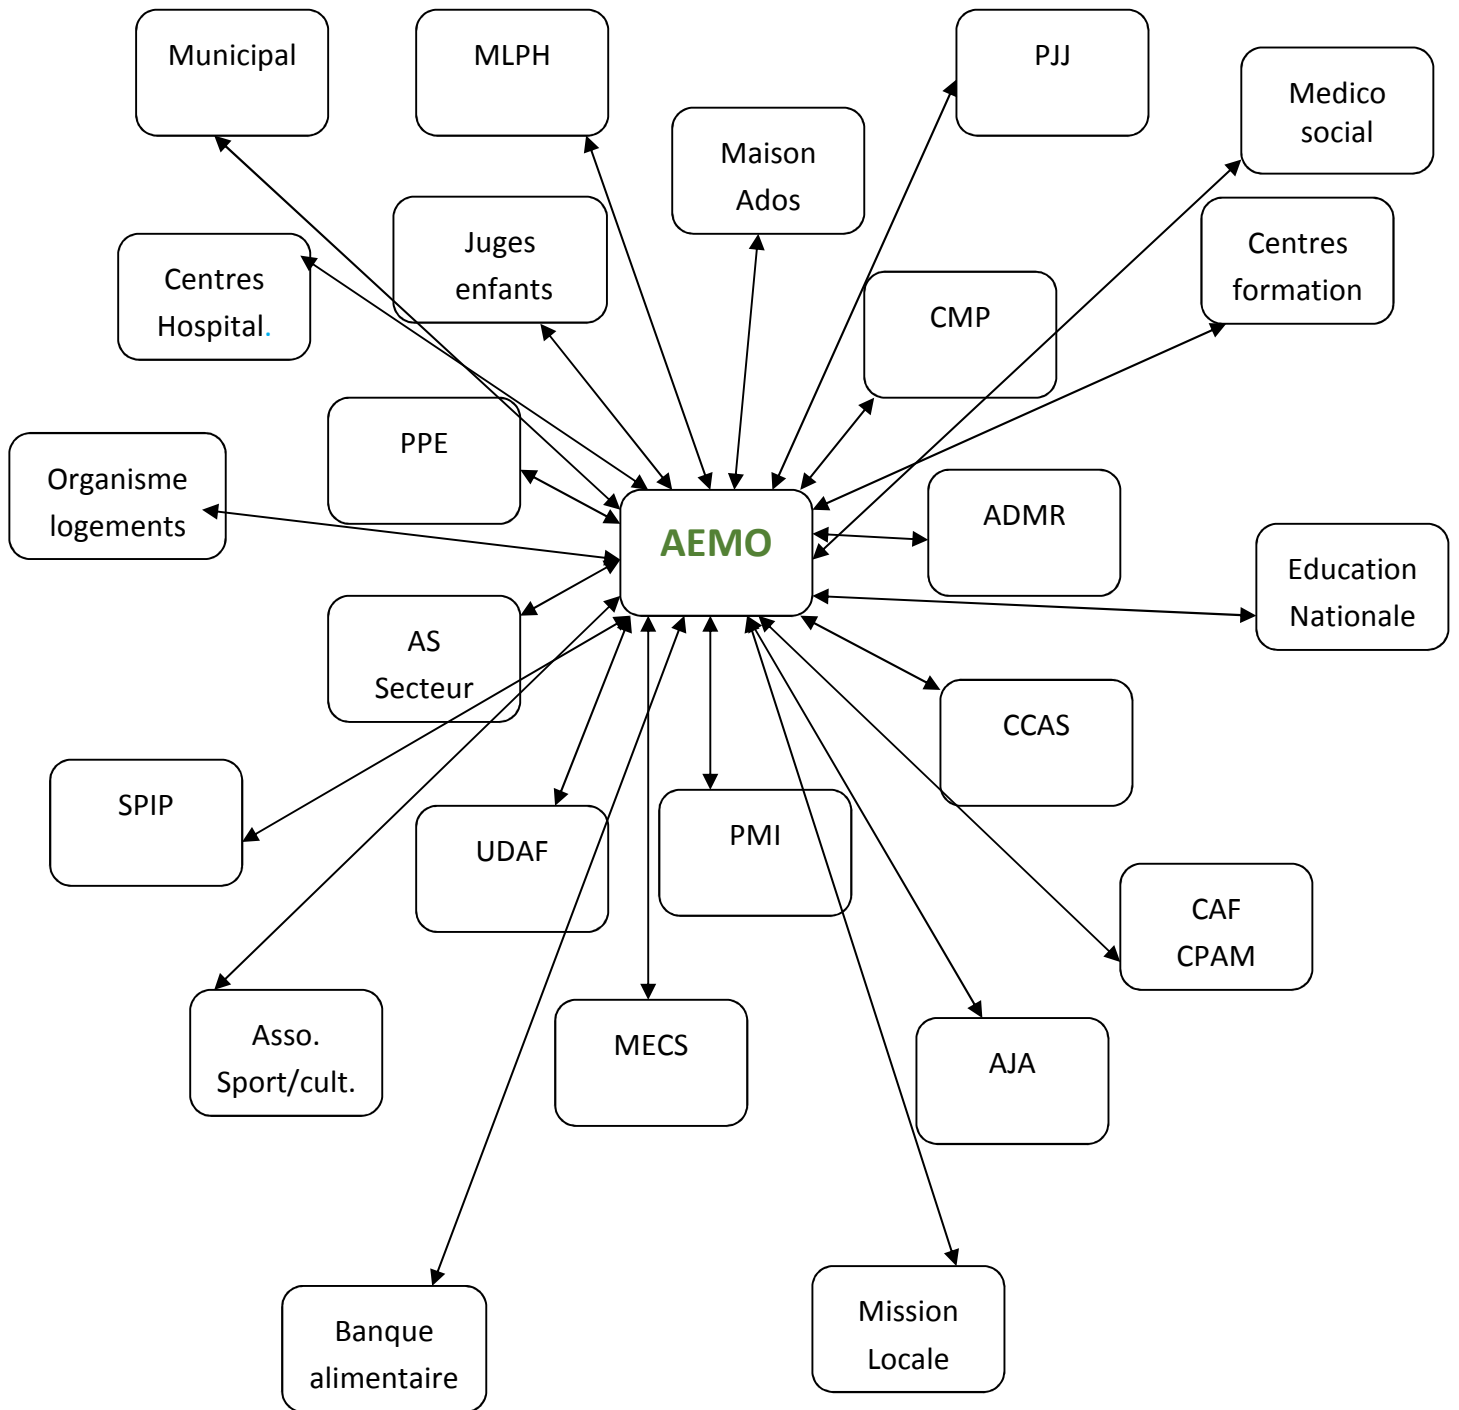 Municipal
MLPH
PJJ
Medico
social
Maison
Ados
Juges
enfants
Centres
Hospital.
Centres
formation
CMP
PPE
Organisme
logements
AEMO
ADMR
Education
Nationale
AS
Secteur
CCAS
SPIP
UDAF
PMI
CAF
CPAM
Asso.
Sport/cult.
MECS
AJA
Banque
alimentaire
Mission
Locale